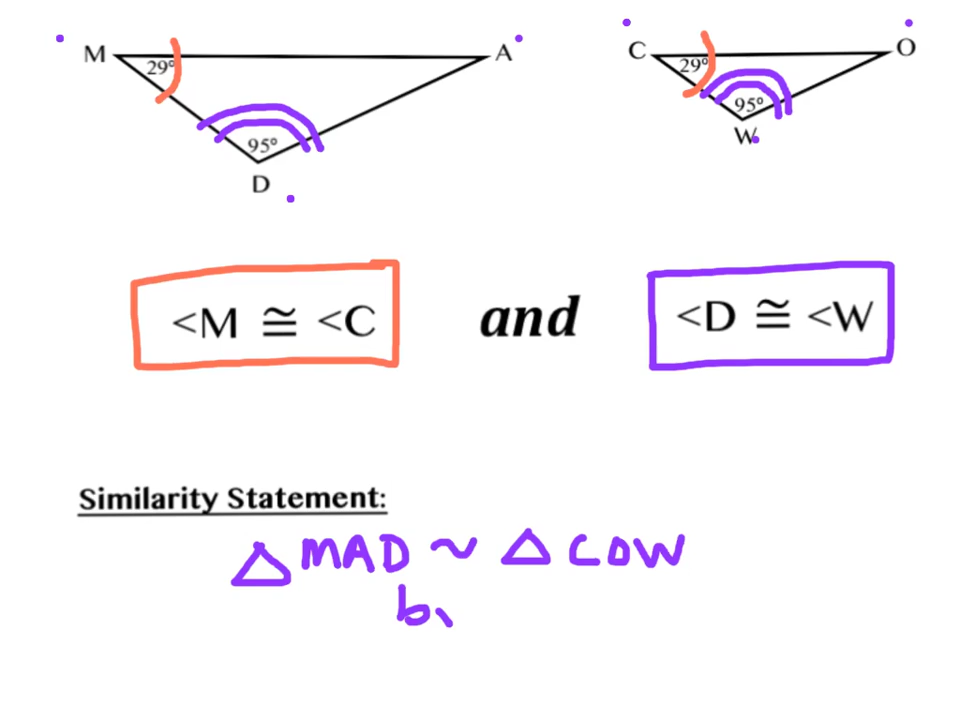 M 29° A
95°
D
C 29° O
95°
W
<M ≅ <C and <D ≅ <W
Similarity Statement:
△ MAD ~ △ COW